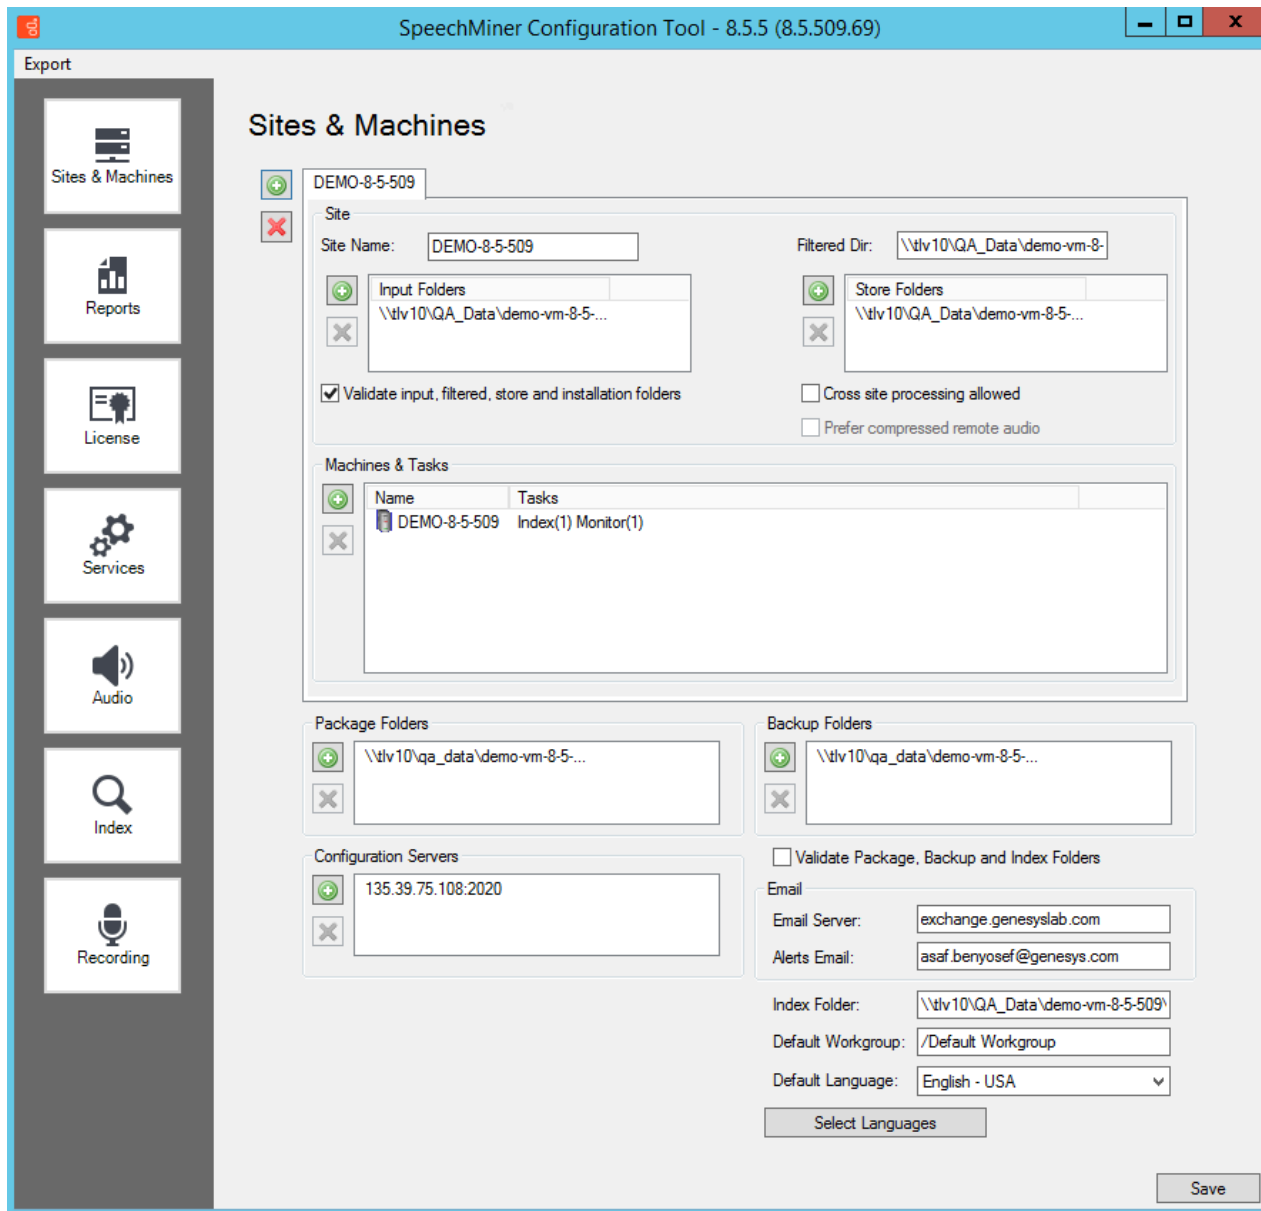 SpeechMiner Configuration Tool - 8.5.5 (8.5.509.69)
Export
Sites & Machines
Reports
License
Services
Audio
Index
Recording
Sites & Machines
DEMO-8-5-509
Site
Site Name: DEMO-8-5-509
Filtered Dir: \\tlv10\QA_Data\demo-vm-8-
Input Folders
\\tlv10\QA_Data\demo-vm-8-5-...
Store Folders
\\tlv10\QA_Data\demo-vm-8-5-...
Validate input, filtered, store and installation folders
Cross site processing allowed
Prefer compressed remote audio
Machines & Tasks
Name Tasks
DEMO-8-5-509 Index(1) Monitor(1)
Package Folders
\\tlv10\qa_data\demo-vm-8-5-...
Backup Folders
\\tlv10\qa_data\demo-vm-8-5-...
Configuration Servers
135.39.75.108:2020
Validate Package, Backup and Index Folders
Email
Email Server: exchange.genesyslab.com
Alerts Email: asaf.benyosef@genesys.com
Index Folder: \\tlv10\QA_Data\demo-vm-8-5-509\
Default Workgroup: /Default Workgroup
Default Language: English - USA
Select Languages
Save